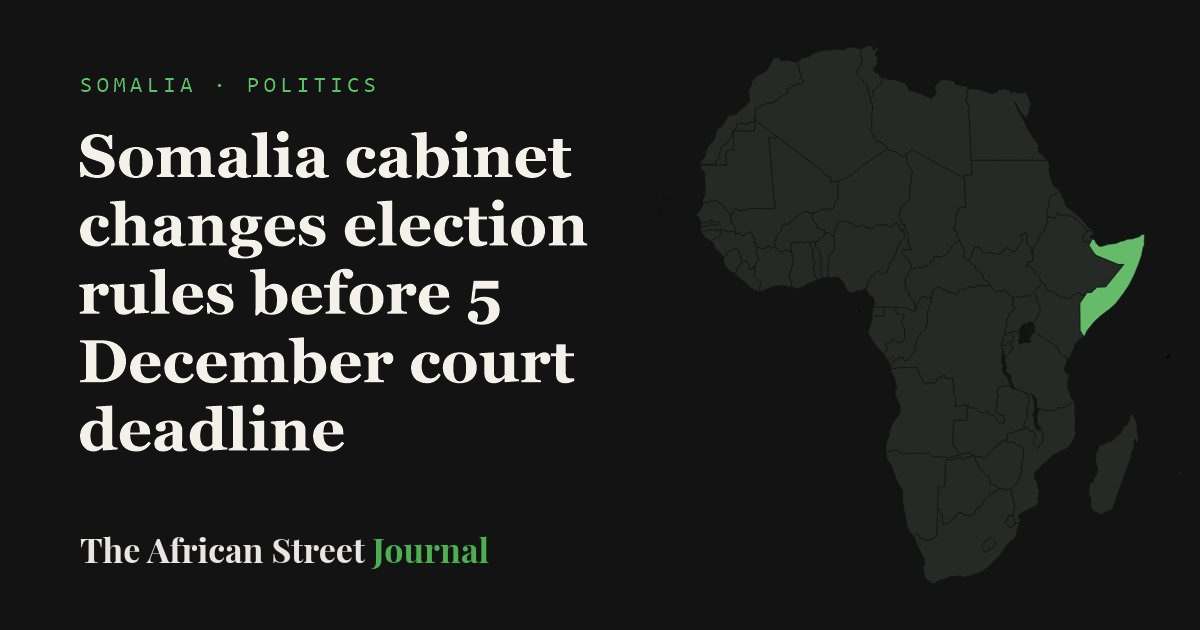 SOMALIA · POLITICS
Somalia cabinet
changes election
rules before 5
December court
deadline
The African Street Journal